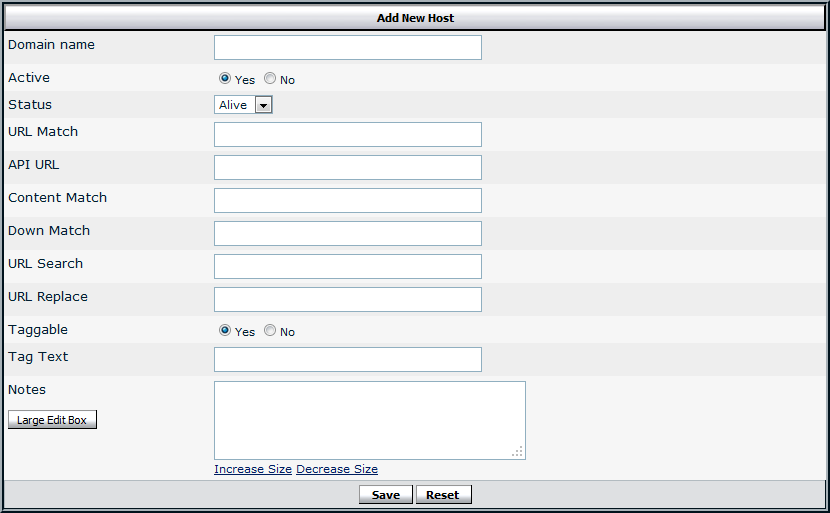 Add New Host
Domain name
Active Yes No
Status Alive
URL Match
API URL
Content Match
Down Match
URL Search
URL Replace
Taggable Yes No
Tag Text
Notes
Large Edit Box
Increase Size Decrease Size
Save Reset